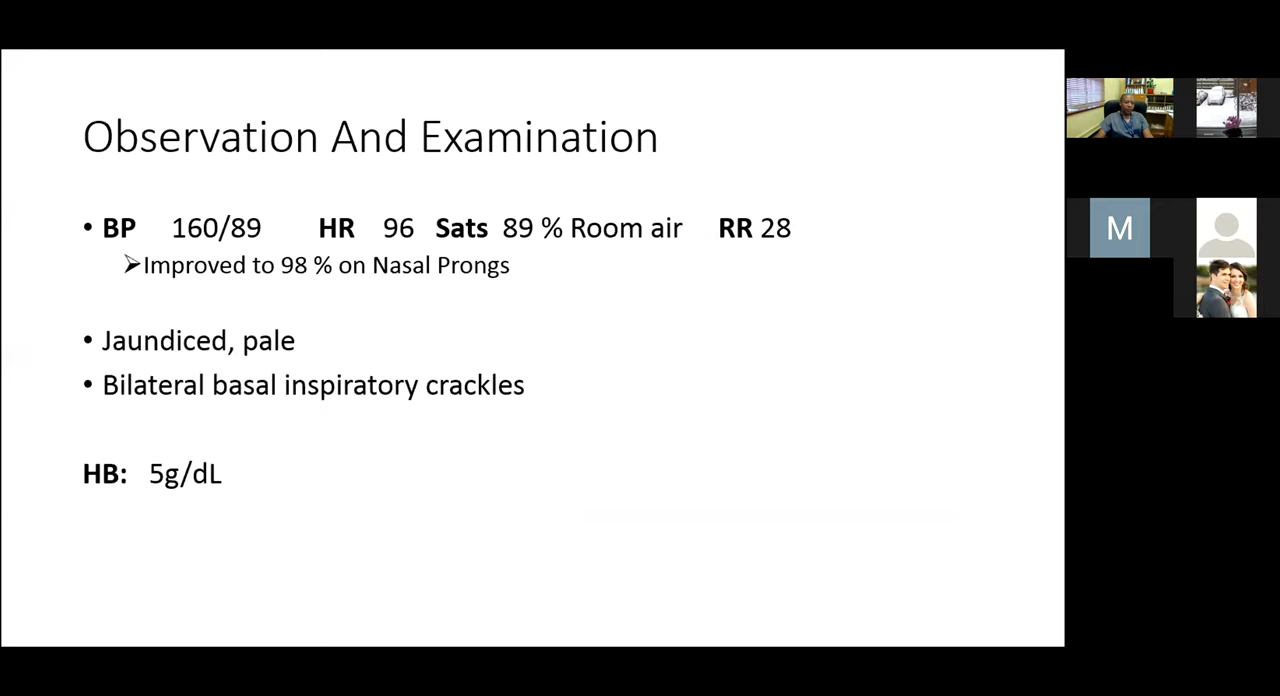 Observation And Examination
• BP 160/89 HR 96 Sats 89 % Room air RR 28
➢Improved to 98 % on Nasal Prongs
• Jaundiced, pale
• Bilateral basal inspiratory crackles
HB: 5g/dL
M